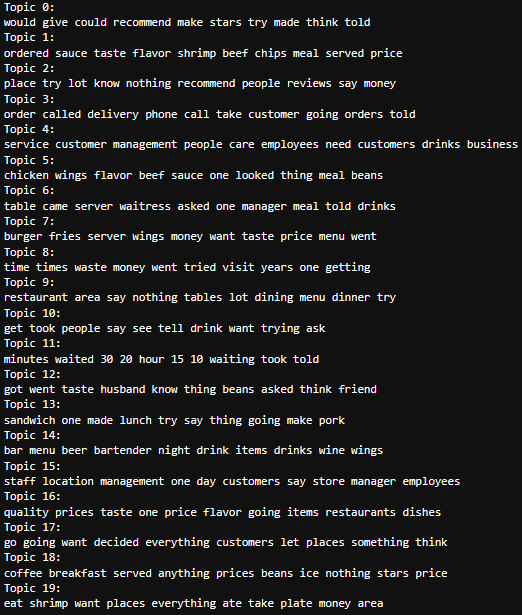 Topic 0:
would give could recommend make stars try made think told
Topic 1:
ordered sauce taste flavor shrimp beef chips meal served price
Topic 2:
place try lot know nothing recommend people reviews say money
Topic 3:
order called delivery phone call take customer going orders told
Topic 4:
service customer management people care employees need customers drinks business
Topic 5:
chicken wings flavor beef sauce one looked thing meal beans
Topic 6:
table came server waitress asked one manager meal told drinks
Topic 7:
burger fries server wings money want taste price menu went
Topic 8:
time times waste money went tried visit years one getting
Topic 9:
restaurant area say nothing tables lot dining menu dinner try
Topic 10:
get took people say see tell drink want trying ask
Topic 11:
minutes waited 30 20 hour 15 10 waiting took told
Topic 12:
got went taste husband know thing beans asked think friend
Topic 13:
sandwich one made lunch try say thing going make pork
Topic 14:
bar menu beer bartender night drink items drinks wine wings
Topic 15:
staff location management one day customers say store manager employees
Topic 16:
quality prices taste one price flavor going items restaurants dishes
Topic 17:
go going want decided everything customers let places something think
Topic 18:
coffee breakfast served anything prices beans ice nothing stars price
Topic 19:
eat shrimp want places everything ate take plate money area